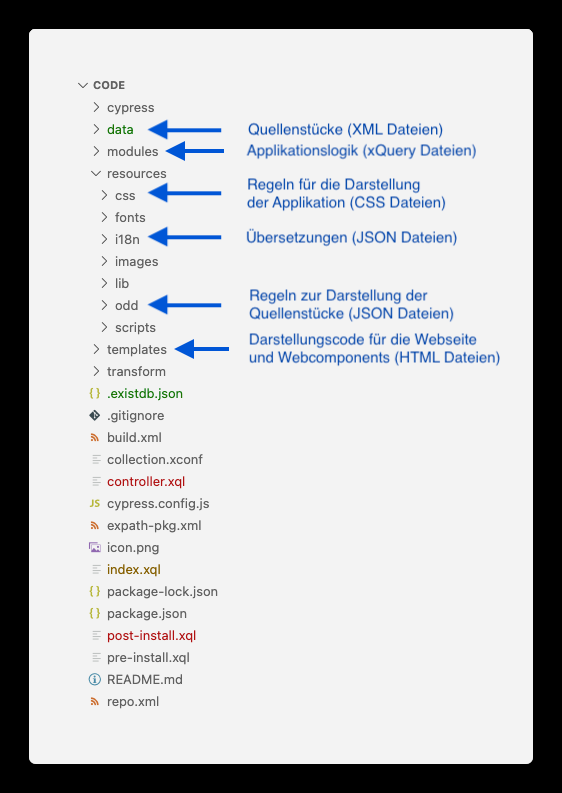 CODE
cypress
data
Quellenstücke (XML Dateien)
modules
Applikationslogik (xQuery Dateien)
resources
css
Regeln für die Darstellung
der Applikation (CSS Dateien)
fonts
i18n
Übersetzungen (JSON Dateien)
images
lib
odd
Regeln zur Darstellung der
Quellenstücke (JSON Dateien)
scripts
templates
Darstellungscode für die Webseite
und Webcomponents (HTML Dateien)
transform
{} .existdb.json
.gitignore
build.xml
collection.xconf
controller.xql
JS cypress.config.js
expath-pkg.xml
icon.png
index.xql
{} package-lock.json
{} package.json
post-install.xql
pre-install.xql
README.md
repo.xml